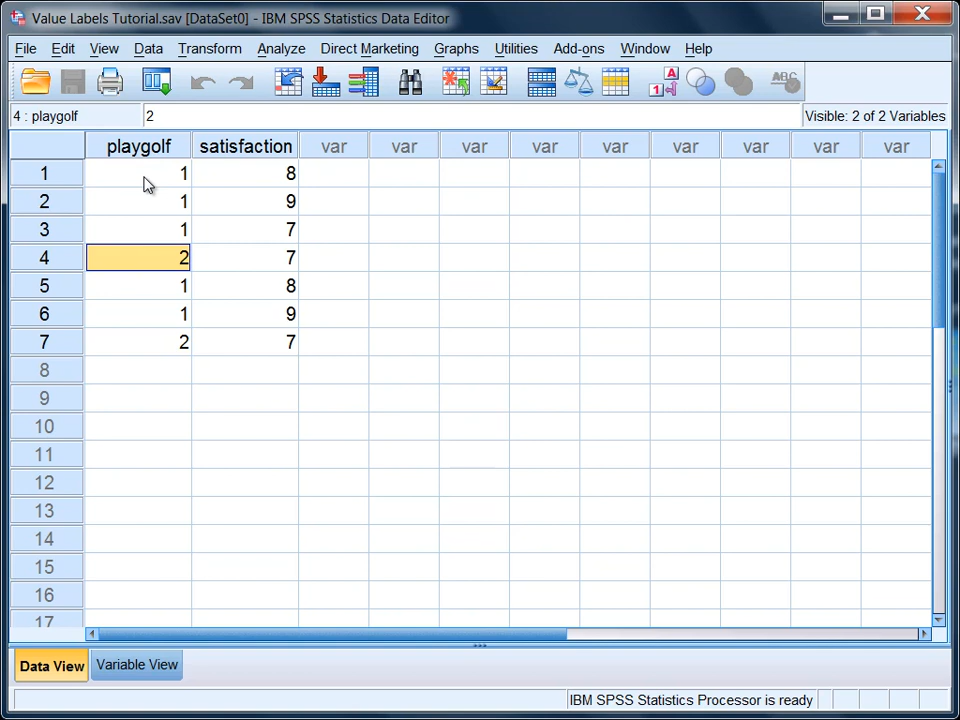 Value Labels Tutorial.sav [DataSet0] - IBM SPSS Statistics Data Editor
File Edit View Data Transform Analyze Direct Marketing Graphs Utilities Add-ons Window Help
1 A ABC
4 : playgolf 2 Visible: 2 of 2 Variables
playgolf satisfaction var var var var var var var var var
1 1 8
2 1 9
3 1 7
4 2 7
5 1 8
6 1 9
7 2 7
8
9
10
11
12
13
14
15
16
17
Data View Variable View
IBM SPSS Statistics Processor is ready